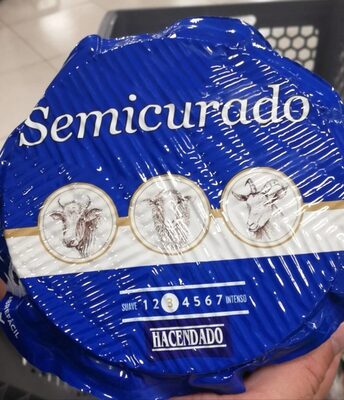 Semicurado
SUAVE 1 2 3 4 5 6 7 INTENSO
HACENDADO